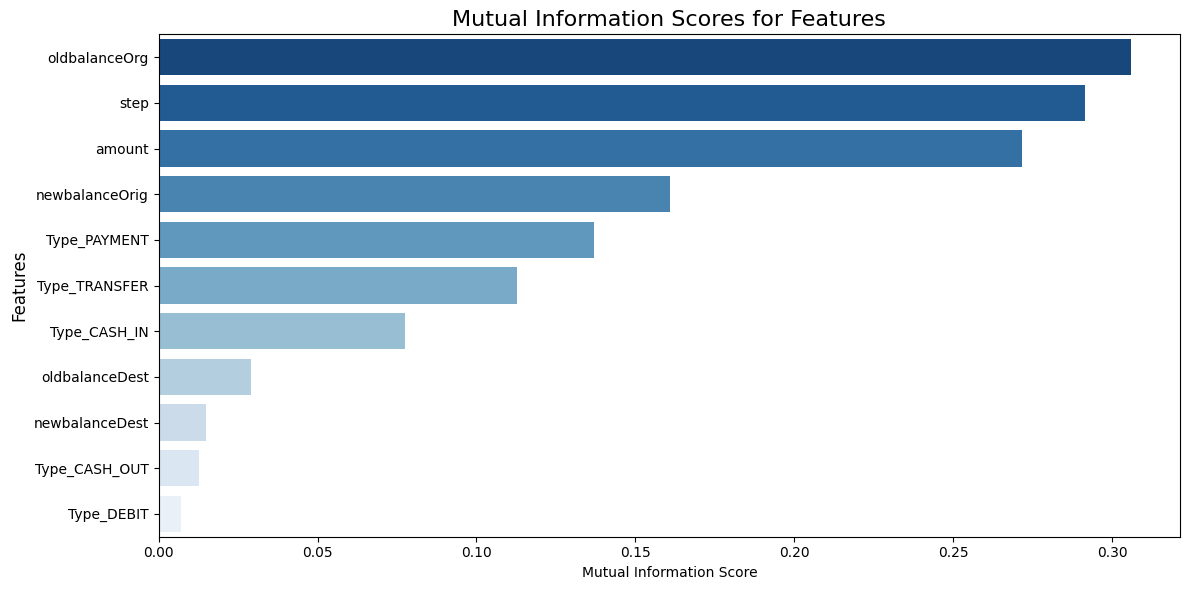 Mutual Information Scores for Features
Features
oldbalanceOrg
step
amount
newbalanceOrig
Type_PAYMENT
Type_TRANSFER
Type_CASH_IN
oldbalanceDest
newbalanceDest
Type_CASH_OUT
Type_DEBIT
0.00 0.05 0.10 0.15 0.20 0.25 0.30
Mutual Information Score